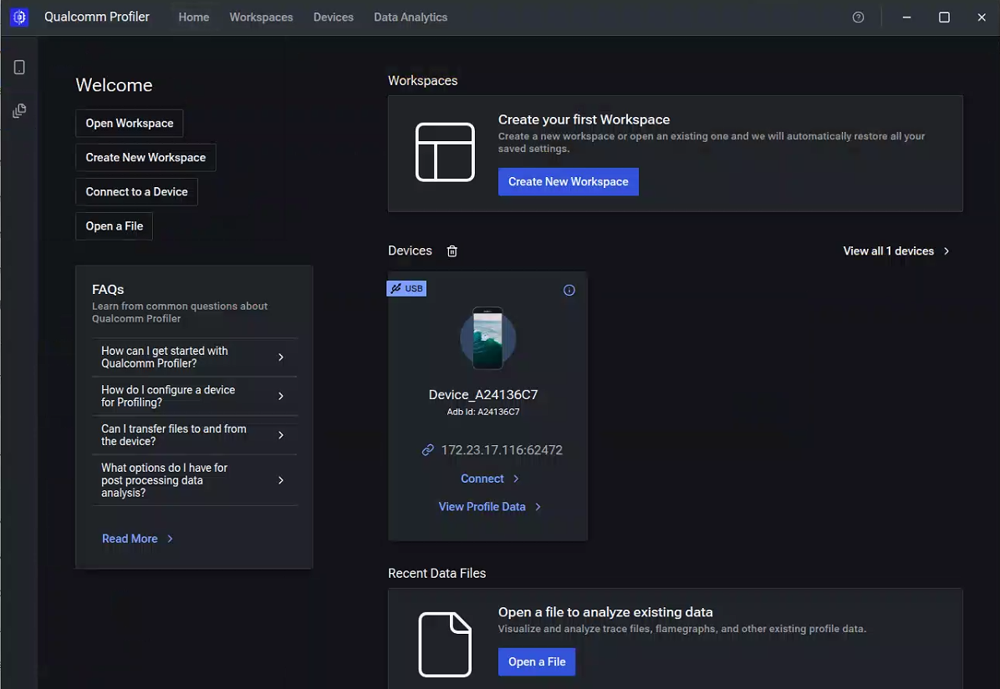 Qualcomm Profiler Home Workspaces Devices Data Analytics
Welcome
Open Workspace
Create New Workspace
Connect to a Device
Open a File
FAQs
Learn from common questions about
Qualcomm Profiler
How can I get started with
Qualcomm Profiler?
How do I configure a device
for Profiling?
Can I transfer files to and from
the device?
What options do I have for
post processing data
analysis?
Read More
Workspaces
Create your first Workspace
Create a new workspace or open an existing one and we will automatically restore all your
saved settings.
Create New Workspace
Devices
View all 1 devices
USB
Device_A24136C7
Adb Id: A24136C7
172.23.17.116:62472
Connect
View Profile Data
Recent Data Files
Open a file to analyze existing data
Visualize and analyze trace files, flamegraphs, and other existing profile data.
Open a File